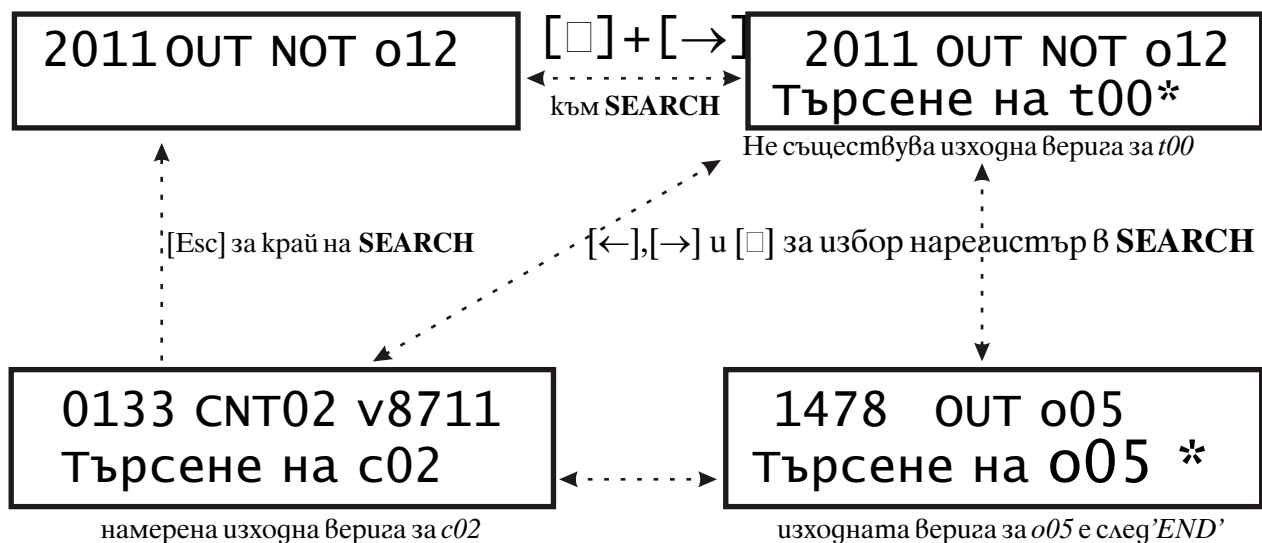 2011 OUT NOT o12
[□]+[→]
към SEARCH
2011 OUT NOT o12
Търсене на t00*
Не съществува изходна верига за t00
[Esc] за край на SEARCH
[←],[→] и [□] за избор нарегистър в SEARCH
0133 CNT02 v8711
Търсене на c02
намерена изходна верига за c02
1478 OUT o05
Търсене на o05 *
изходната верига за o05 е след'END'